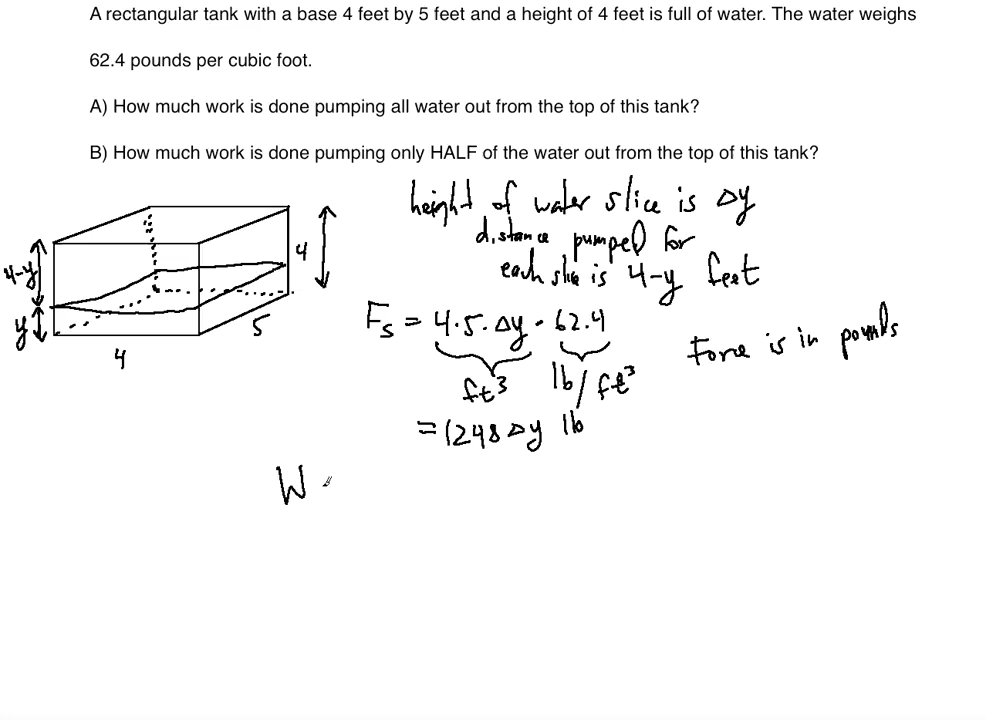 A rectangular tank with a base 4 feet by 5 feet and a height of 4 feet is full of water. The water weighs
62.4 pounds per cubic foot.
A) How much work is done pumping all water out from the top of this tank?
B) How much work is done pumping only HALF of the water out from the top of this tank?
height of water slice is Δy
distance pumped for
each slice is 4-y feet
4-y
4
y
5
4
Fs = 4·5·Δy · 62.4
Force is in pounds
ft³ lb/ft³
= 1248 Δy lb
W